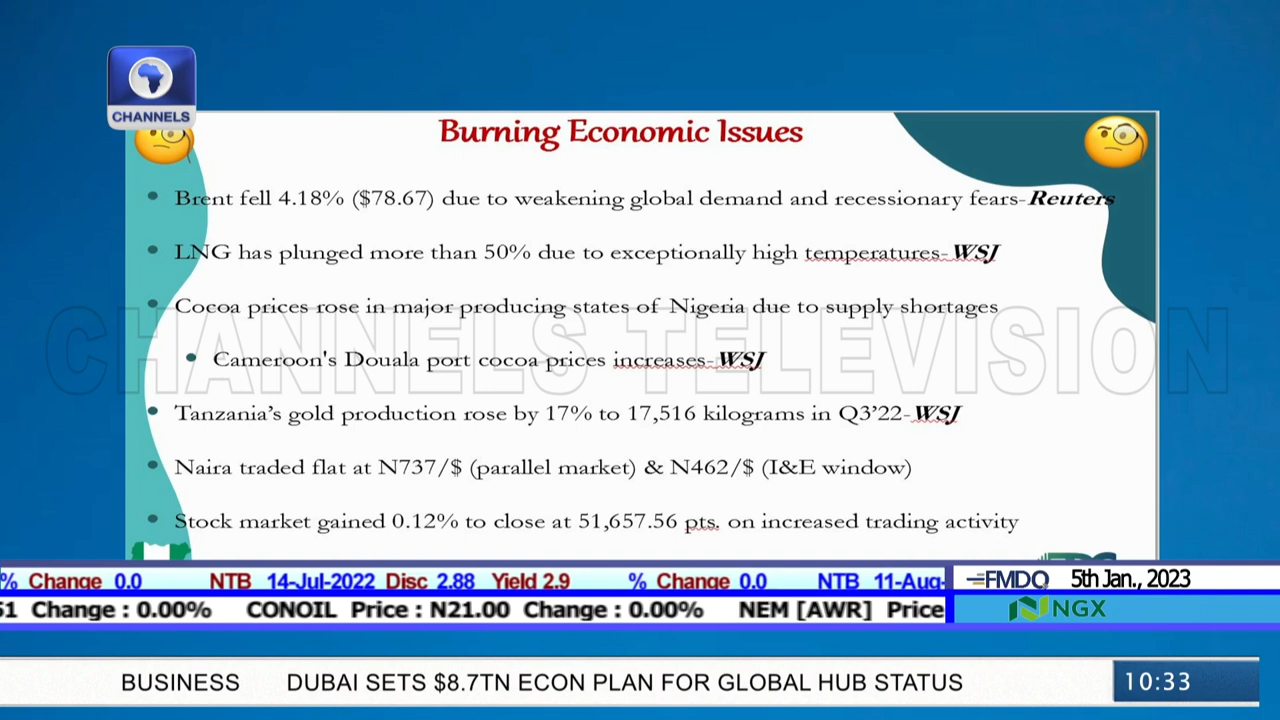 CHANNELS
Burning Economic Issues
• Brent fell 4.18% ($78.67) due to weakening global demand and recessionary fears-Reuters
• LNG has plunged more than 50% due to exceptionally high temperatures-WSJ
• Cocoa prices rose in major producing states of Nigeria due to supply shortages
• Cameroon's Douala port cocoa prices increases-WSJ
• Tanzania’s gold production rose by 17% to 17,516 kilograms in Q3’22-WSJ
• Naira traded flat at N737/$ (parallel market) & N462/$ (I&E window)
• Stock market gained 0.12% to close at 51,657.56 pts. on increased trading activity
CHANNELS TELEVISION
% Change 0.0 NTB 14-Jul-2022 Disc 2.88 Yield 2.9 % Change 0.0 NTB 11-Aug-
FMDQ 5th Jan., 2023
51 Change : 0.00% CONOIL Price : N21.00 Change : 0.00% NEM [AWR] Price
NGX
BUSINESS DUBAI SETS $8.7TN ECON PLAN FOR GLOBAL HUB STATUS
10:33